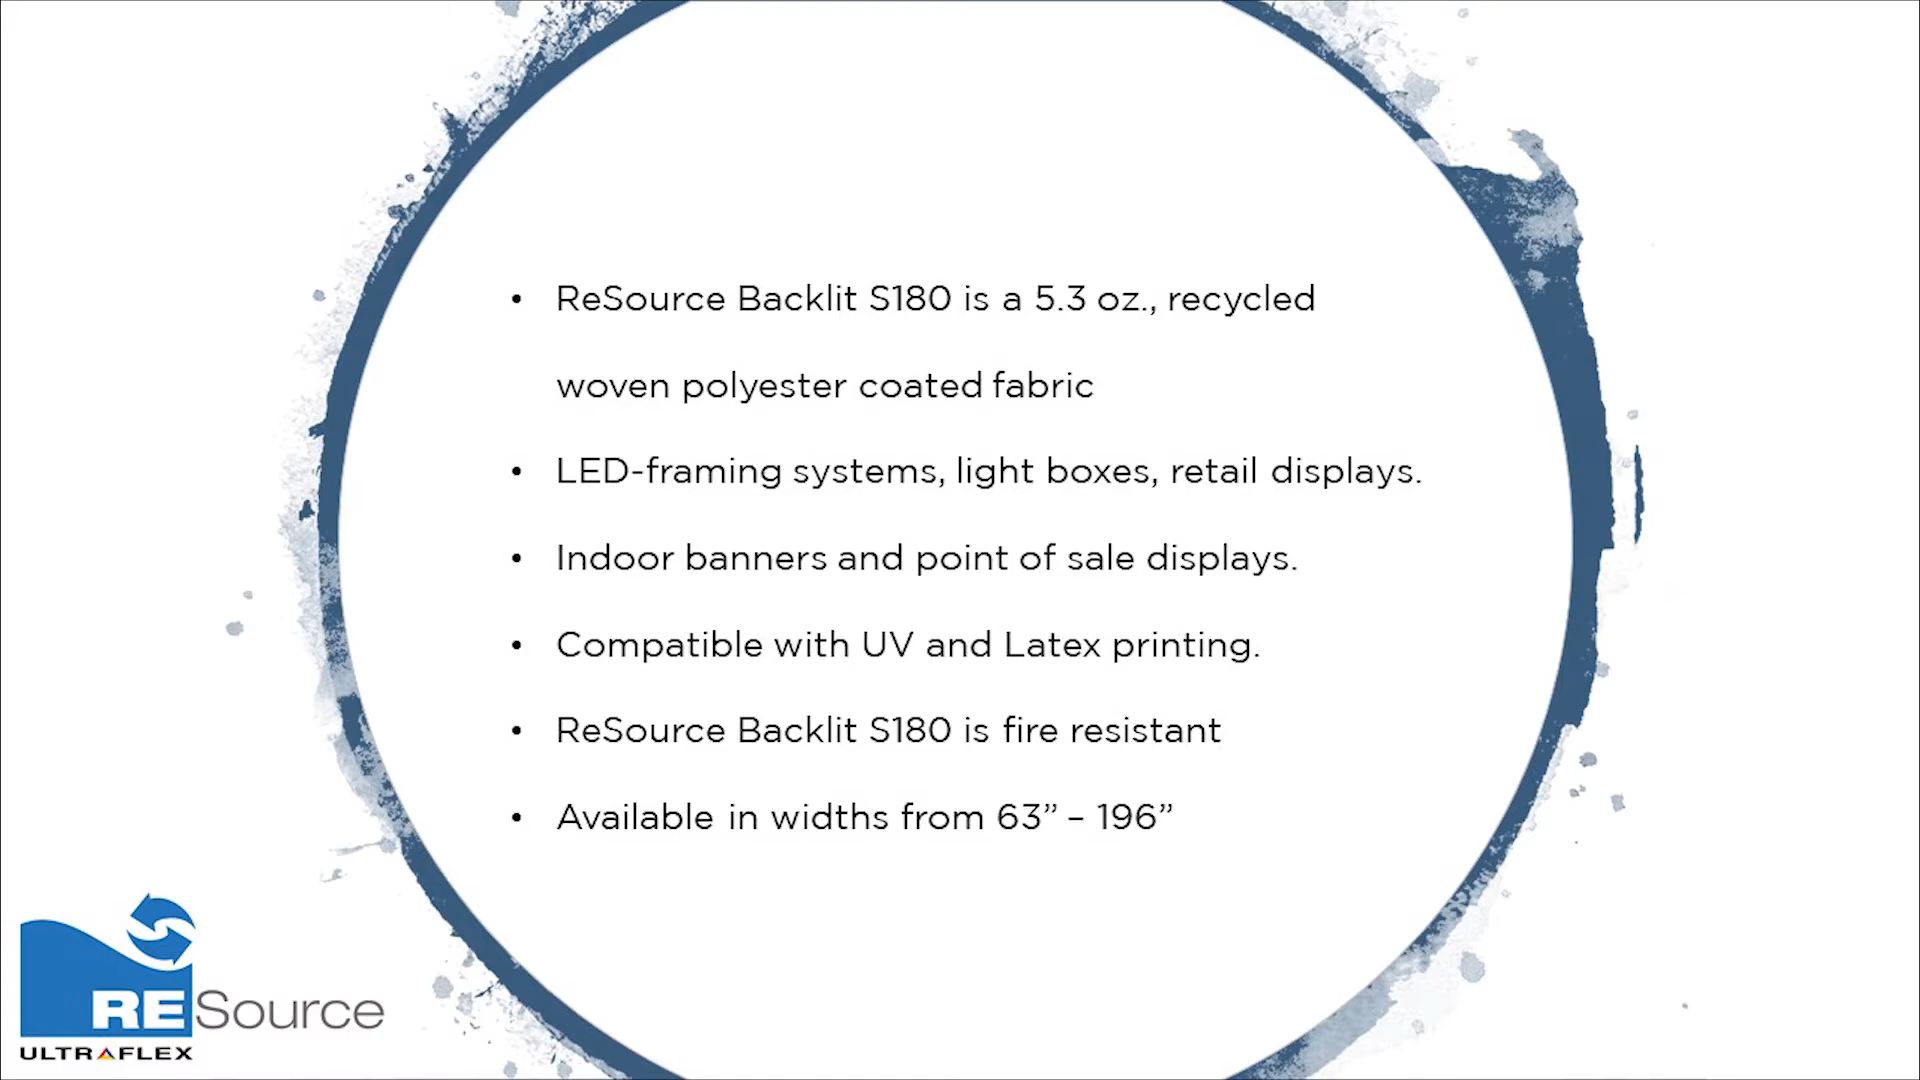 • ReSource Backlit S180 is a 5.3 oz., recycled
woven polyester coated fabric
• LED-framing systems, light boxes, retail displays.
• Indoor banners and point of sale displays.
• Compatible with UV and Latex printing.
• ReSource Backlit S180 is fire resistant
• Available in widths from 63” – 196”
RESource
ULTRAFLEX